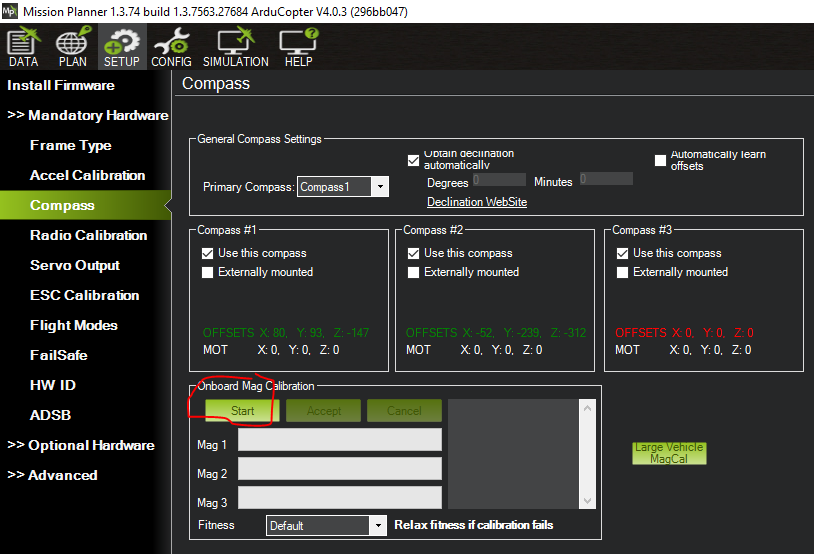 Mission Planner 1.3.74 build 1.3.7563.27684 ArduCopter V4.0.3 (296bb047)
DATA PLAN SETUP CONFIG SIMULATION HELP
Install Firmware
>> Mandatory Hardware
Frame Type
Accel Calibration
Compass
Radio Calibration
Servo Output
ESC Calibration
Flight Modes
FailSafe
HW ID
ADSB
>> Optional Hardware
>> Advanced
Compass
General Compass Settings
Primary Compass: Compass1
Obtain declination
automatically
Degrees 0 Minutes 0
Declination WebSite
Automatically learn
offsets
Compass #1
Use this compass
Externally mounted
OFFSETS X: 80, Y: 93, Z: -147
MOT X: 0, Y: 0, Z: 0
Compass #2
Use this compass
Externally mounted
OFFSETS X: -52, Y: -239, Z: -312
MOT X: 0, Y: 0, Z: 0
Compass #3
Use this compass
Externally mounted
OFFSETS X: 0, Y: 0, Z: 0
MOT X: 0, Y: 0, Z: 0
Onboard Mag Calibration
Start Accept Cancel
Mag 1
Mag 2
Mag 3
Fitness Default Relax fitness if calibration fails
Large Vehicle
MagCal